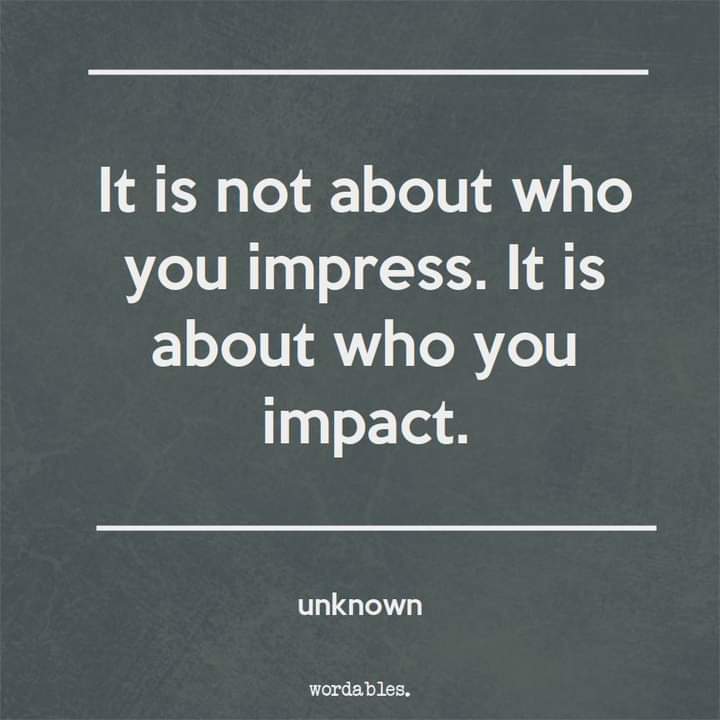 It is not about who
you impress. It is
about who you
impact.
unknown
wordables.